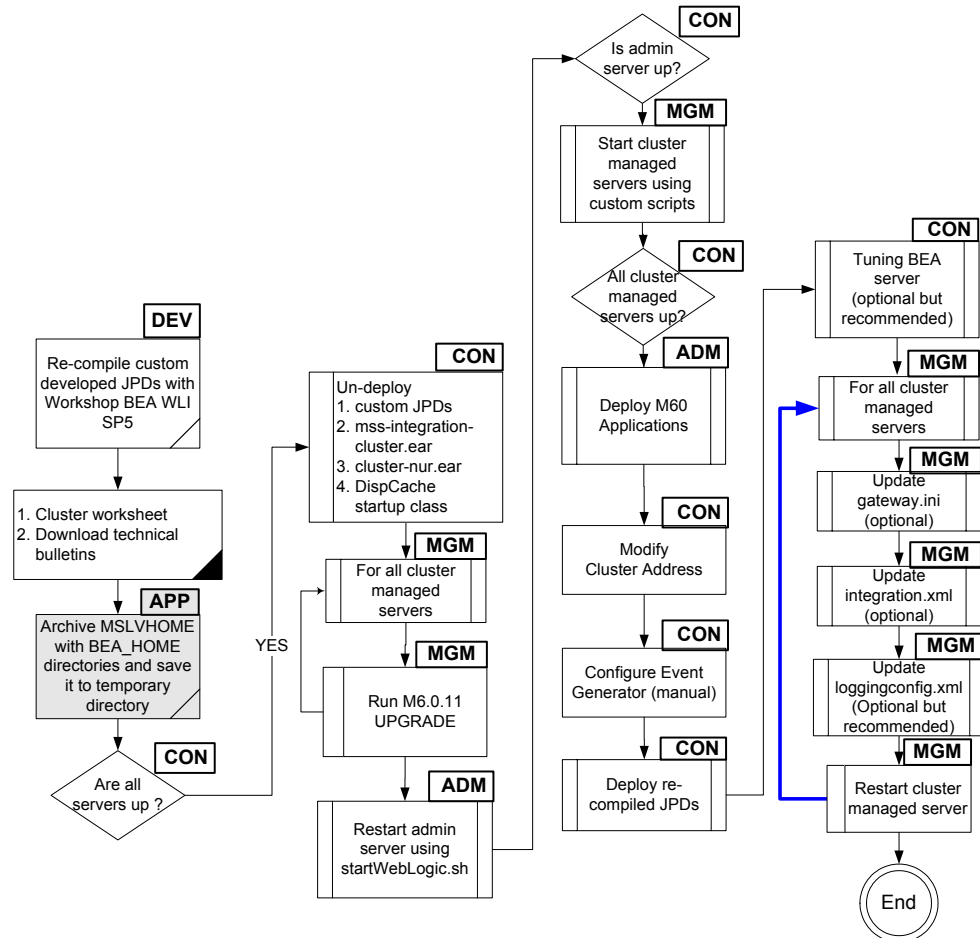 DEV
Re-compile custom
developed JPDs with
Workshop BEA WLI
SP5
1. Cluster worksheet
2. Download technical
bulletins
APP
Archive MSLVHOME
with BEA_HOME
directories and save
it to temporary
directory
CON
Are all
servers up ?
YES
CON
Un-deploy
1. custom JPDs
2. mss-integration-
cluster.ear
3. cluster-nur.ear
4. DispCache
startup class
MGM
For all cluster
managed
servers
MGM
Run M6.0.11
UPGRADE
ADM
Restart admin
server using
startWebLogic.sh
CON
Is admin
server up?
MGM
Start cluster
managed
servers using
custom scripts
CON
All cluster
managed
servers up?
ADM
Deploy M60
Applications
CON
Modify
Cluster Address
CON
Configure Event
Generator (manual)
CON
Deploy re-
compiled JPDs
CON
Tuning BEA
server
(optional but
recommended)
MGM
For all cluster
managed
servers
MGM
Update
gateway.ini
(optional)
MGM
Update
integration.xml
(optional)
MGM
Update
loggingconfig.xml
(Optional but
recommended)
MGM
Restart cluster
managed server
End